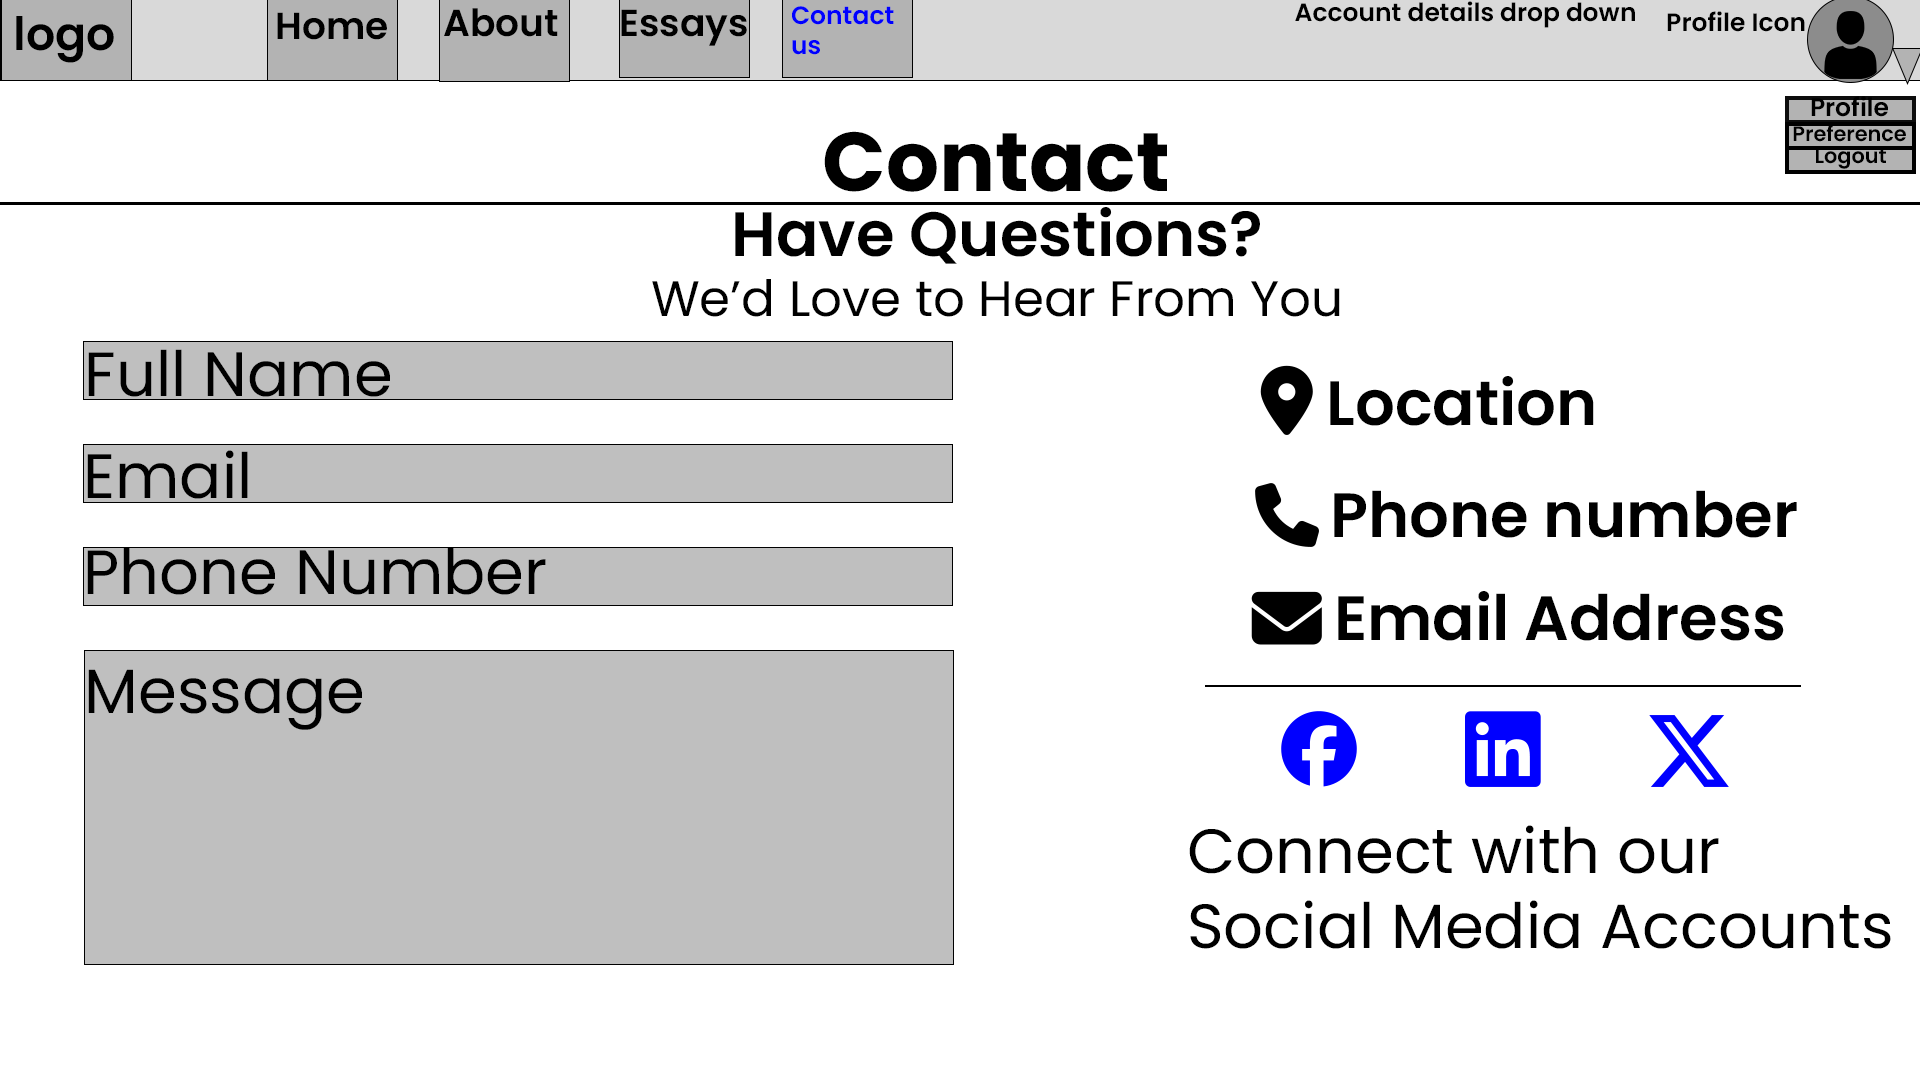 logo
Home
About
Essays
Contact
us
Account details drop down
Profile Icon
Profile
Preference
Logout
Contact
Have Questions?
We’d Love to Hear From You
Full Name
Email
Phone Number
Message
Location
Phone number
Email Address
Connect with our
Social Media Accounts